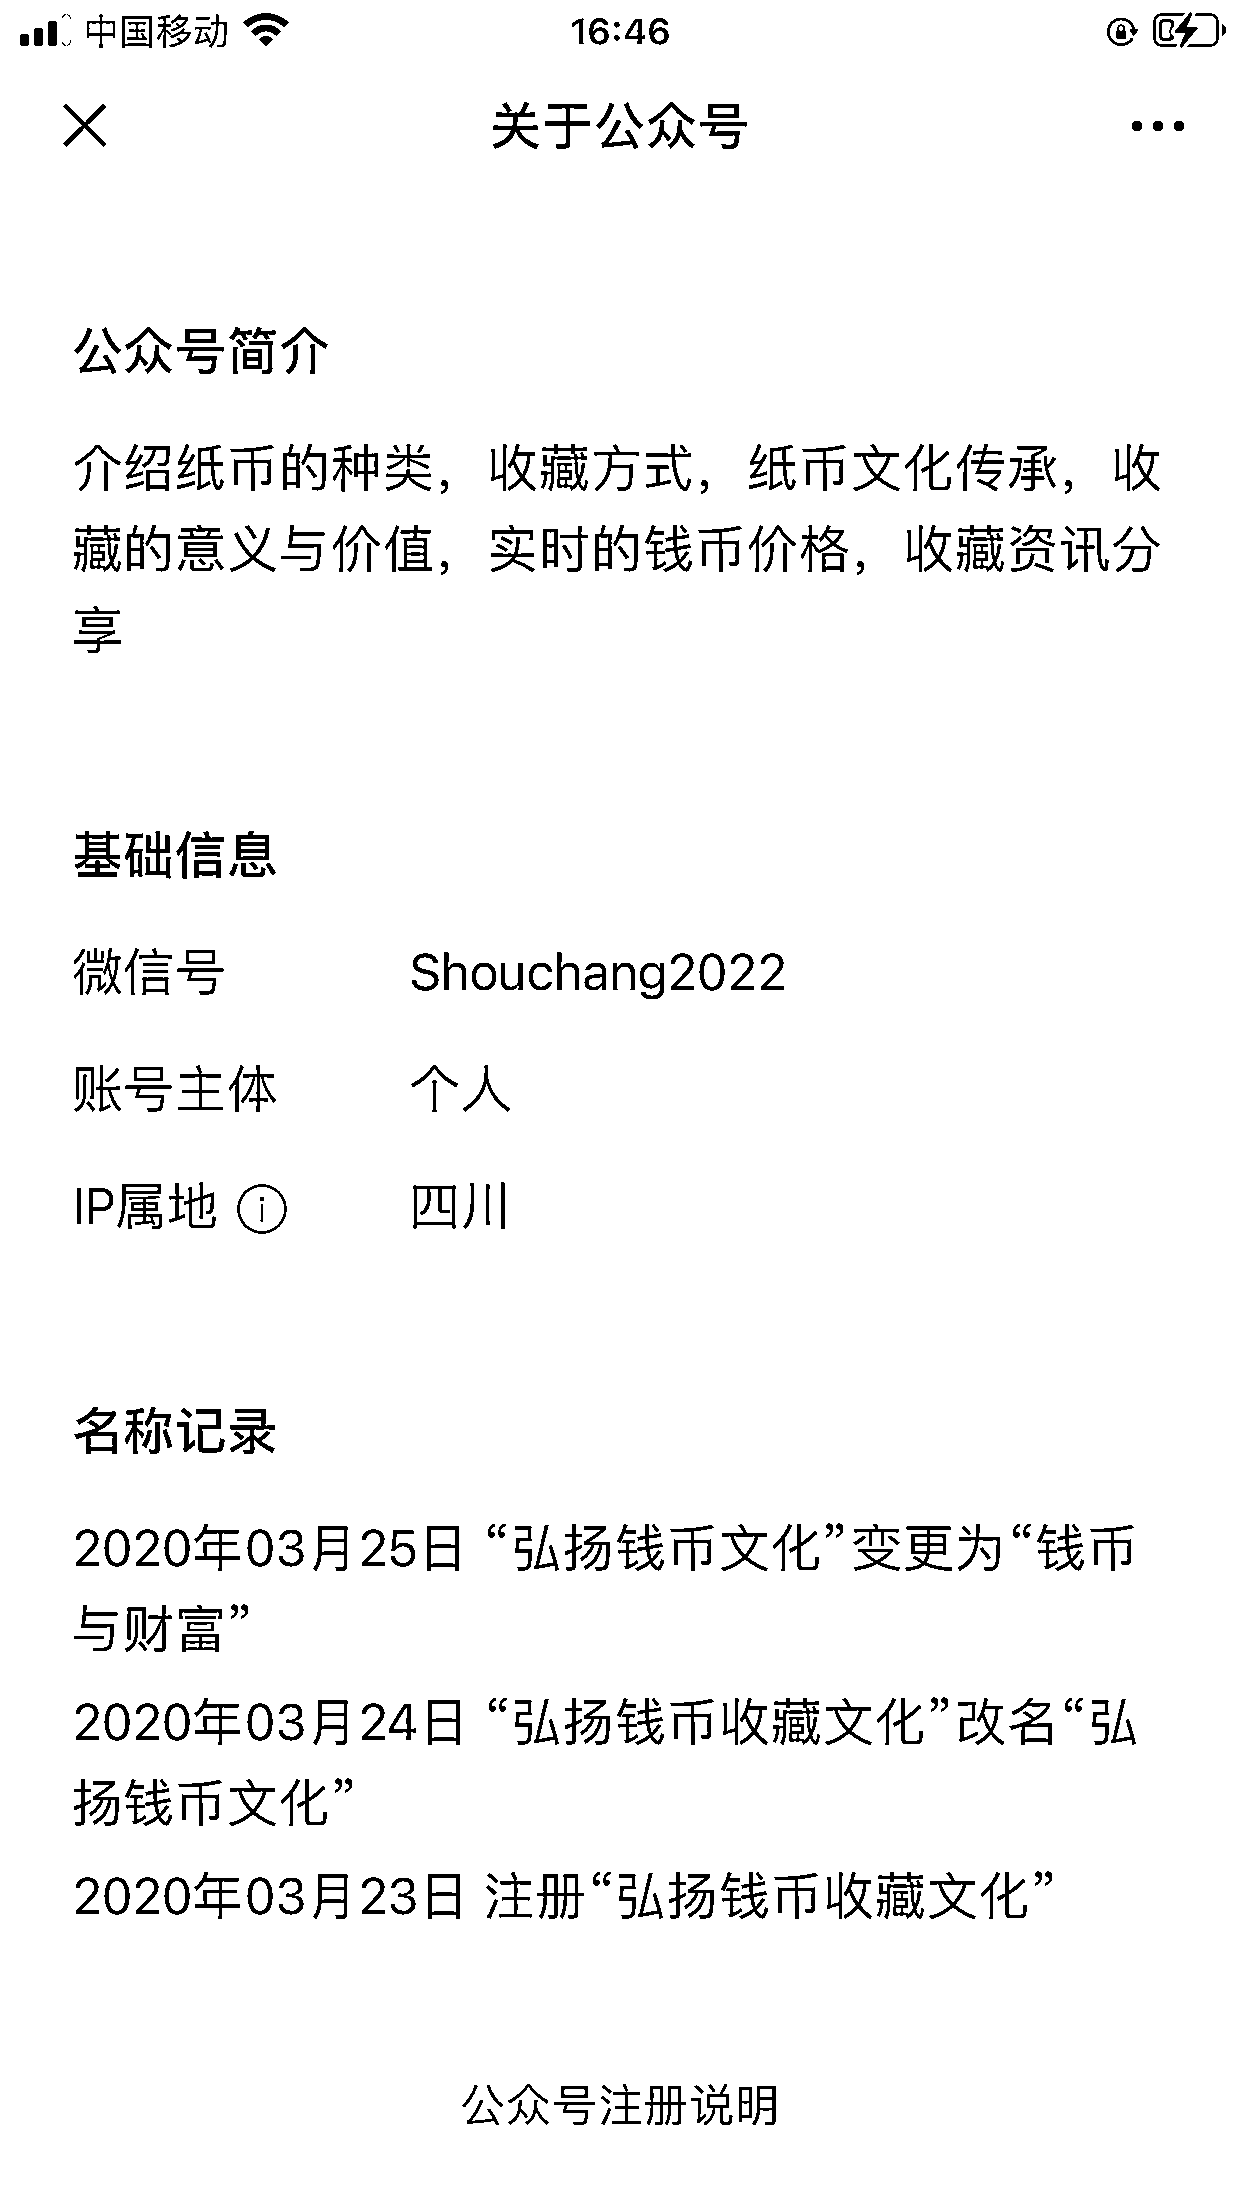 中国移动
16:46
关于公众号
公众号简介
介绍纸币的种类，收藏方式，纸币文化传承，收
藏的意义与价值，实时的钱币价格，收藏资讯分
享
基础信息
微信号 Shouchang2022
账号主体 个人
IP属地 四川
名称记录
2020年03月25日 “弘扬钱币文化”变更为“钱币
与财富”
2020年03月24日 “弘扬钱币收藏文化”改名“弘
扬钱币文化”
2020年03月23日 注册“弘扬钱币收藏文化”
公众号注册说明